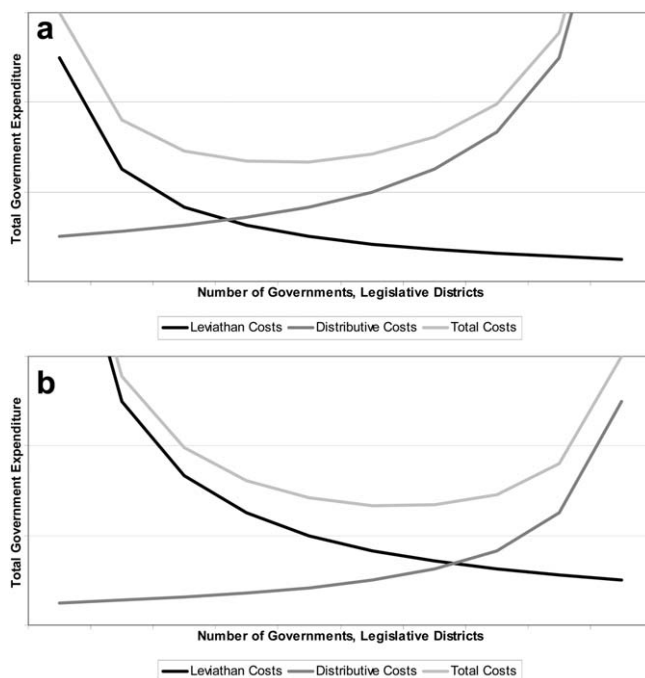 a
Total Government Expenditure
Number of Governments, Legislative Districts
Leviathan Costs Distributive Costs Total Costs
b
Total Government Expenditure
Number of Governments, Legislative Districts
Leviathan Costs Distributive Costs Total Costs